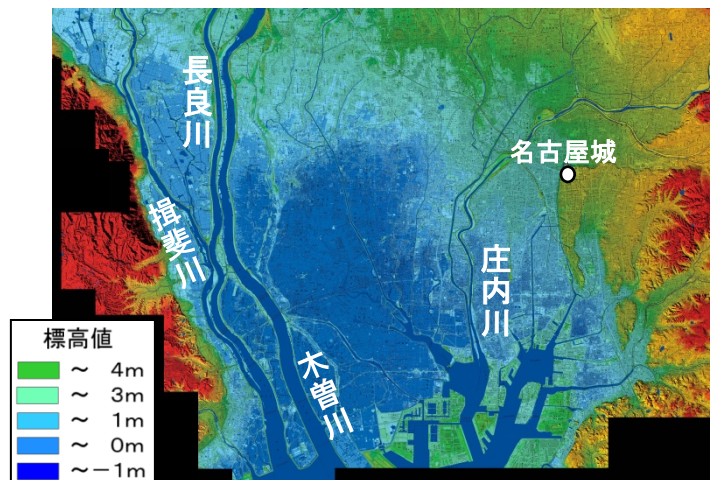 長良川
名古屋城
揖斐川
庄内川
木曽川
標高値
～ 4m
～ 3m
～ 1m
～ 0m
～－1m